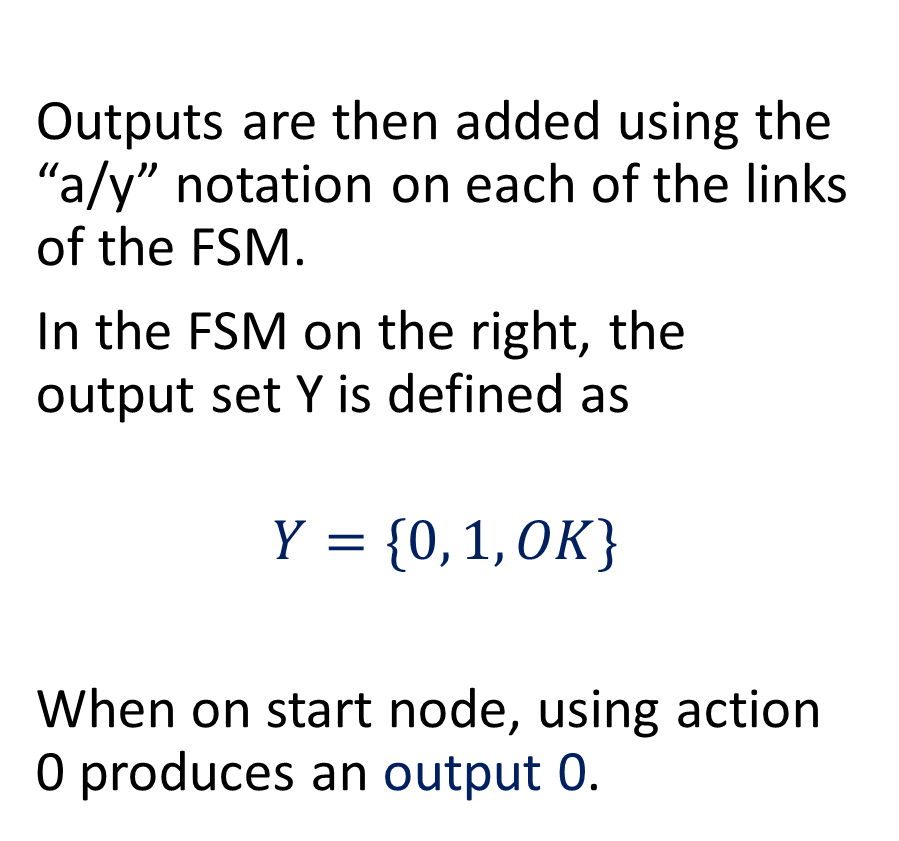 Outputs are then added using the
“a/y” notation on each of the links
of the FSM.
In the FSM on the right, the
output set Y is defined as
Y = {0, 1, OK}
When on start node, using action
0 produces an output 0.